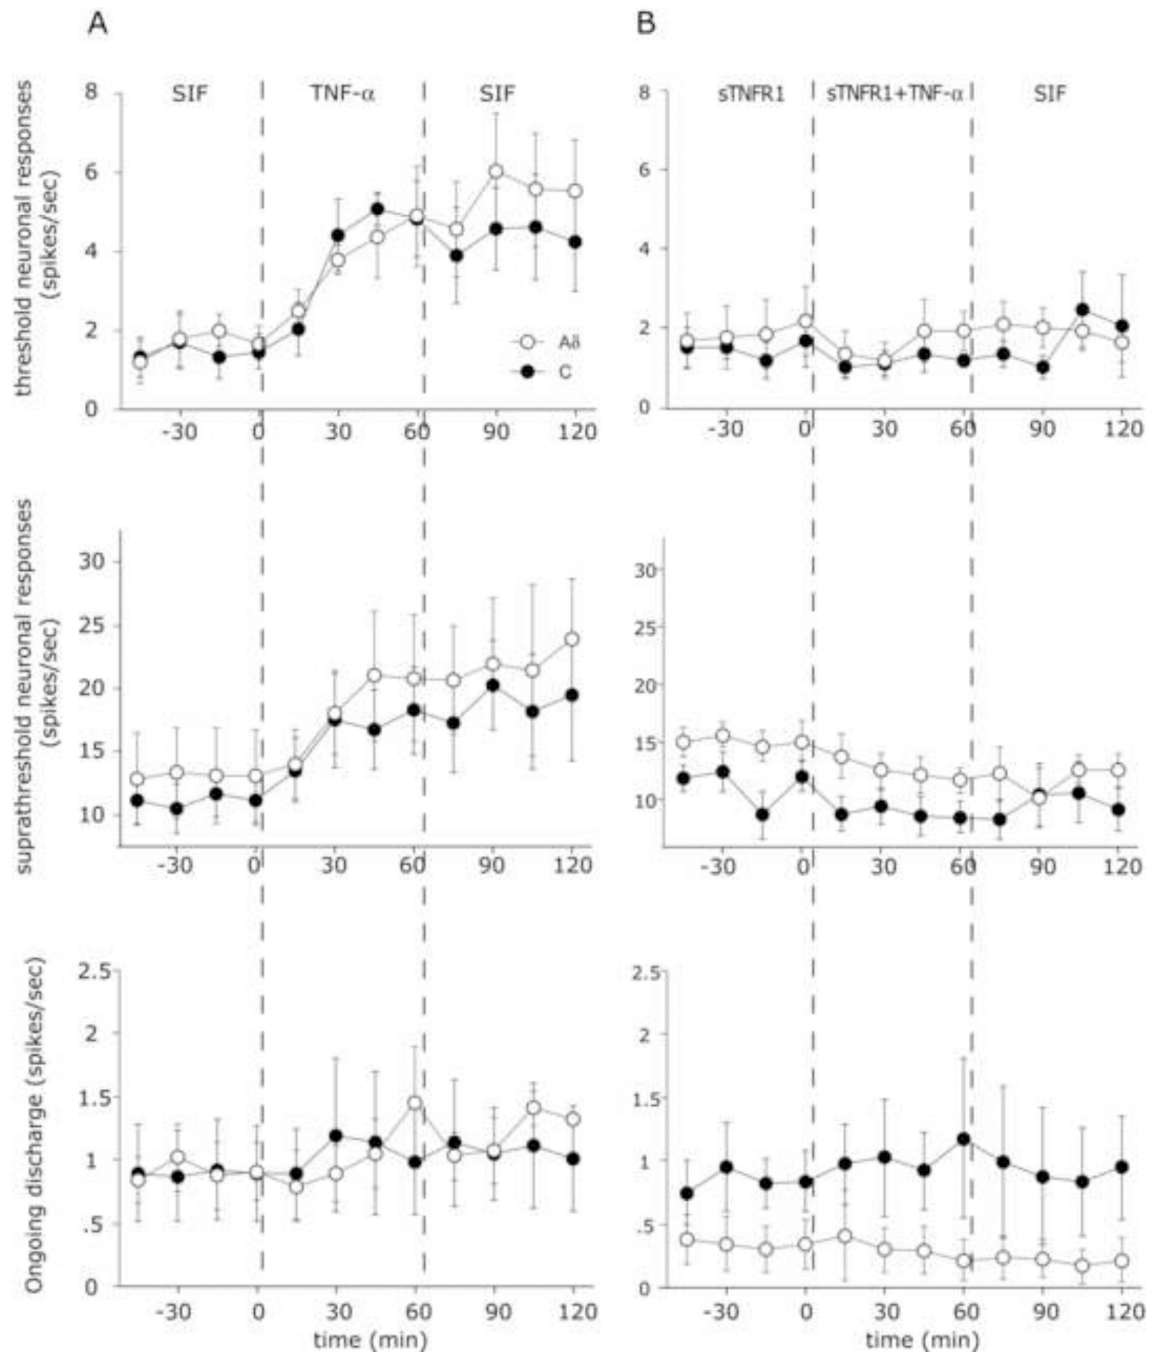 A
B
SIF TNF-α SIF
sTNFR1 sTNFR1+TNF-α SIF
threshold neuronal responses
(spikes/sec)
8
6
4
2
0
Aδ
C
-30 0 30 60 90 120
8
6
4
2
0
-30 0 30 60 90 120
suprathreshold neuronal responses
(spikes/sec)
30
25
20
15
10
-30 0 30 60 90 120
30
25
20
15
10
-30 0 30 60 90 120
Ongoing discharge (spikes/sec)
2.5
2
1.5
1
.5
0
-30 0 30 60 90 120
time (min)
2.5
2
1.5
1
.5
0
-30 0 30 60 90 120
time (min)